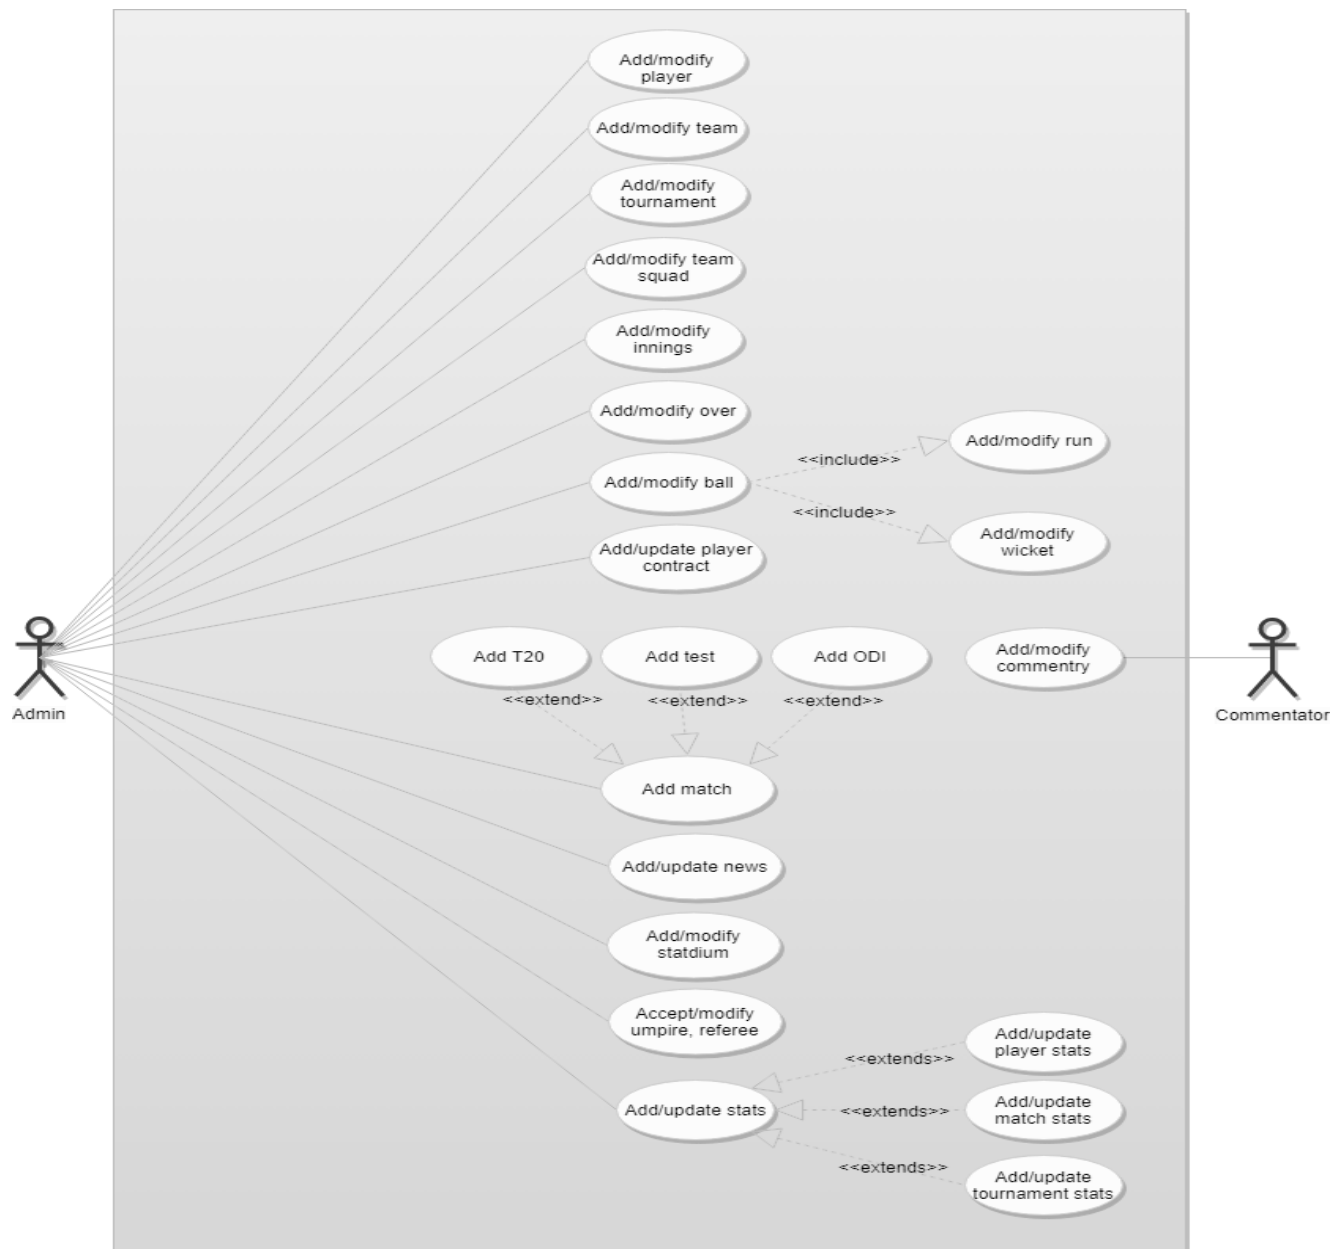 Add/modify
player
Add/modify team
Add/modify
tournament
Add/modify team
squad
Add/modify
innings
Add/modify over
Add/modify run
<<include>>
Add/modify ball
<<include>>
Add/modify
wicket
Add/update player
contract
Add T20
Add test
Add ODI
Add/modify
commentry
<<extend>>
<<extend>>
<<extend>>
Admin
Commentator
Add match
Add/update news
Add/modify
statdium
Accept/modify
umpire, referee
Add/update
player stats
<<extends>>
Add/update stats
<<extends>>
Add/update
match stats
<<extends>>
Add/update
tournament stats